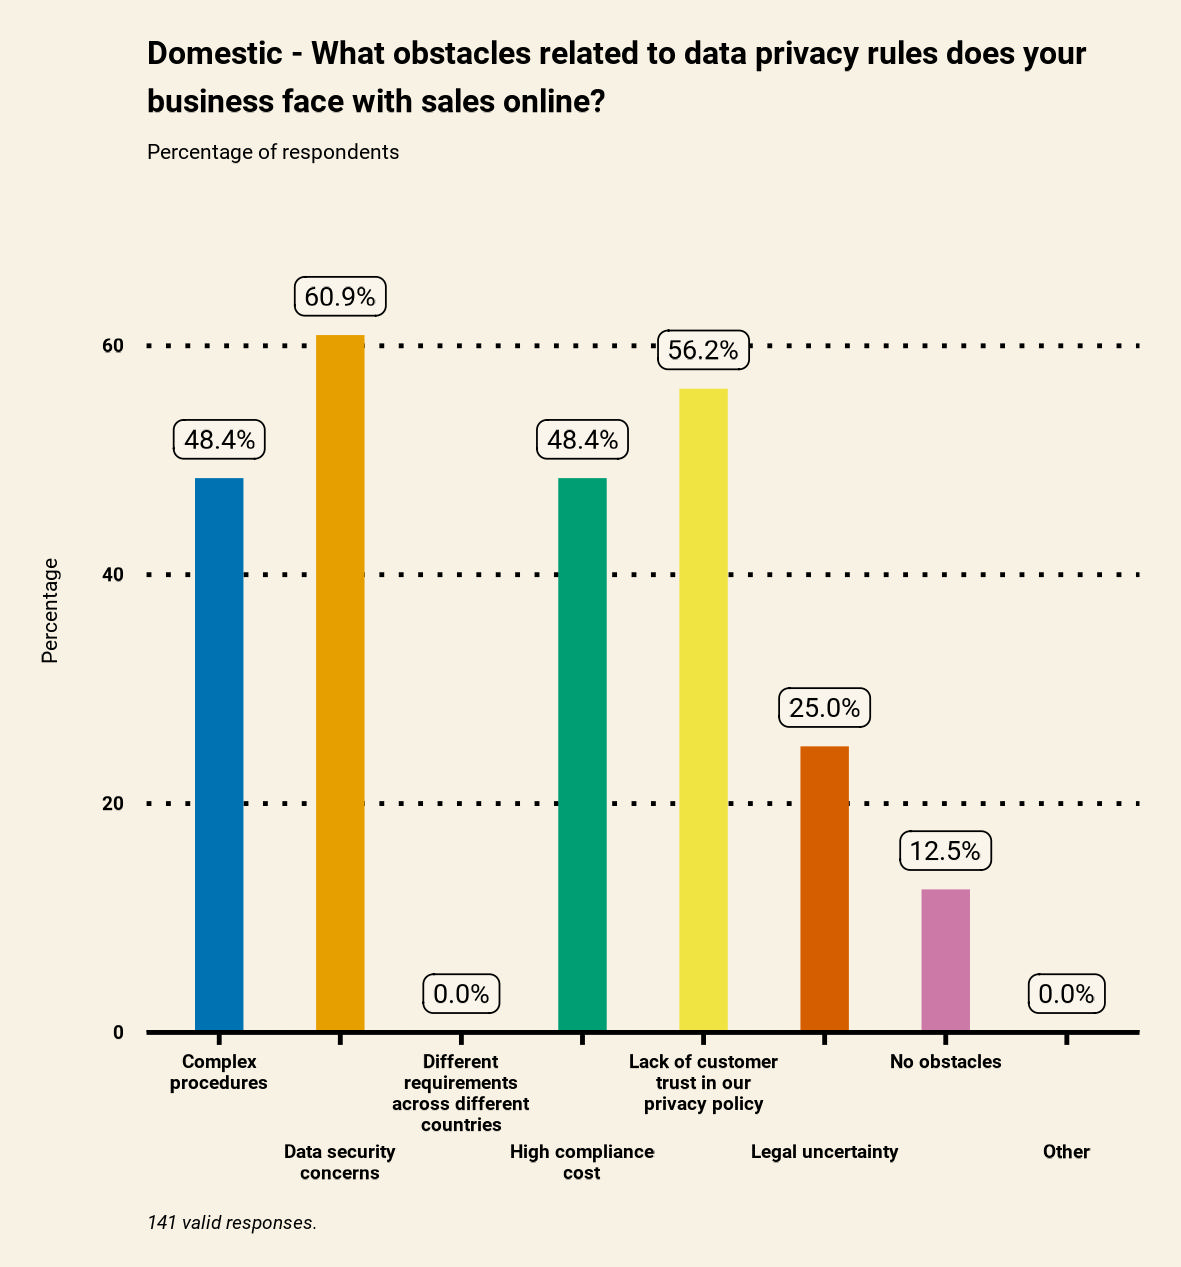 Domestic - What obstacles related to data privacy rules does your
business face with sales online?
Percentage of respondents
60.9%
60
56.2%
48.4%
48.4%
Percentage
40
25.0%
20
12.5%
0.0%
0.0%
0
Complex
procedures
Data security
concerns
Different
requirements
across different
countries
High compliance
cost
Lack of customer
trust in our
privacy policy
Legal uncertainty
No obstacles
Other
141 valid responses.